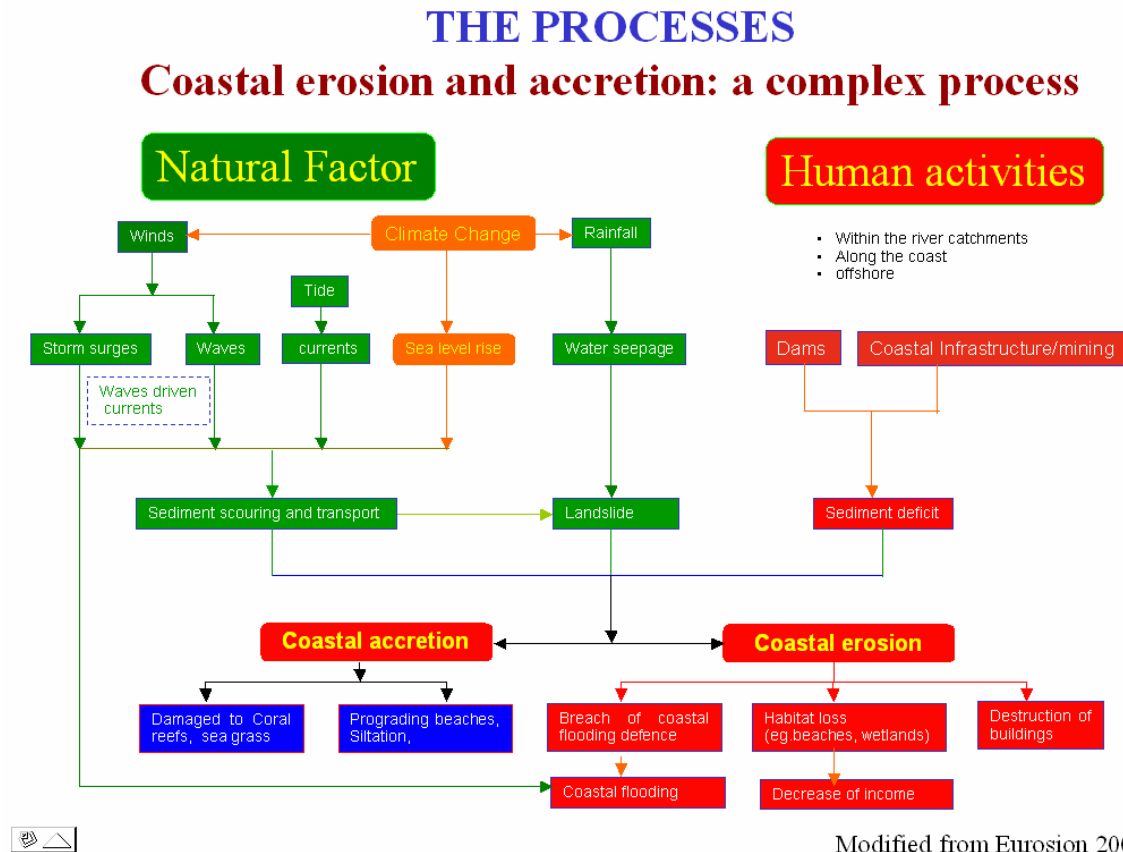 THE PROCESSES
Coastal erosion and accretion: a complex process
Natural Factor
Human activities
Winds
Climate Change
Rainfall
Within the river catchments
Along the coast
offshore
Tide
Storm surges
Waves
currents
Sea level rise
Water seepage
Dams
Coastal Infrastructure/mining
Waves driven
currents
Sediment scouring and transport
Landslide
Sediment deficit
Coastal accretion
Coastal erosion
Damaged to Coral
reefs, sea grass
Prograding beaches,
Siltation,
Breach of coastal
flooding defence
Habitat loss
(eg.beaches, wetlands)
Destruction of
buildings
Coastal flooding
Decrease of income
Modified from Eurosion